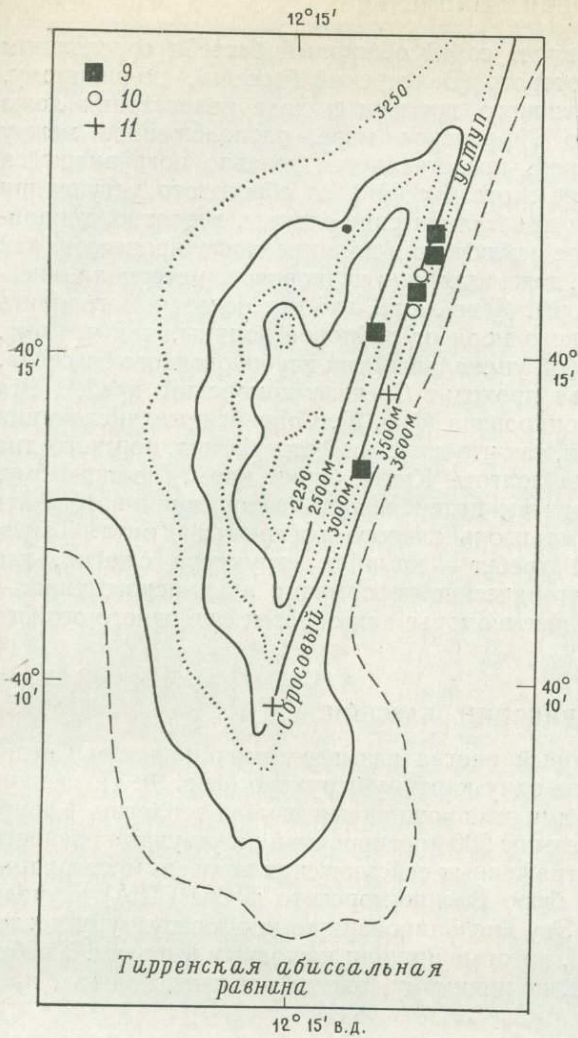 12° 15'
9
10
11
3250
уступ
40°
15'
40°
15'
3500м
3600м
2250
2500м
3000м
Сбросовый
40°
10'
40°
10'
Тирренская абиссальная
равнина
12° 15' в.д.